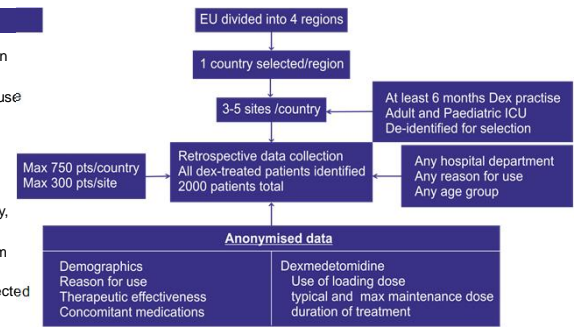 EU divided into 4 regions
1 country selected/region
3-5 sites /country
At least 6 months Dex practise
Adult and Paediatric ICU
De-identified for selection
Max 750 pts/country
Max 300 pts/site
Retrospective data collection
All dex-treated patients identified
2000 patients total
Any hospital department
Any reason for use
Any age group
Anonymised data
Demographics
Reason for use
Therapeutic effectiveness
Concomitant medications
Dexmedetomidine
Use of loading dose
typical and max maintenance dose
duration of treatment